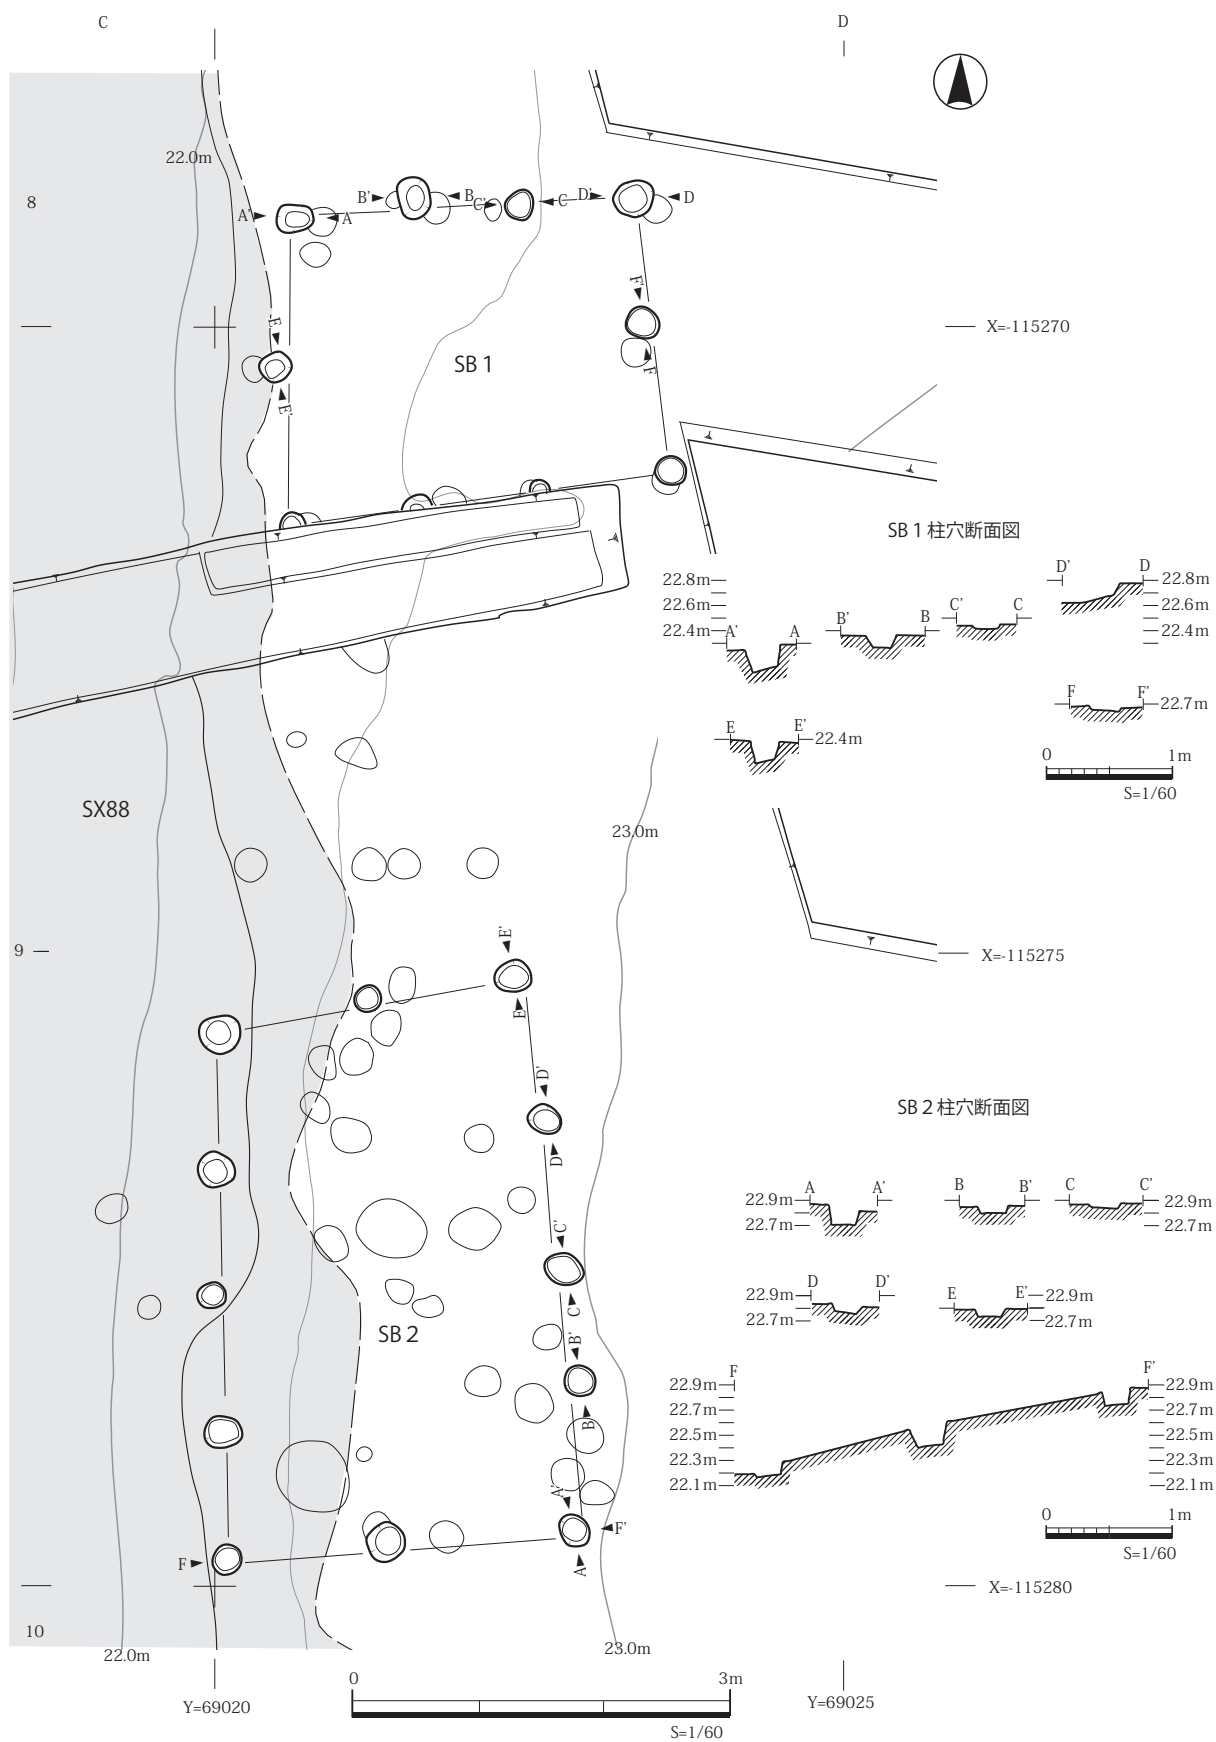 C
D
22.0m
8
B'
B
C'
C
D'
D
A'
A
F'
E
X=-115270
SB 1
F
E'
SB 1 柱穴断面図
D'
D
22.8m
22.8m
22.6m
22.6m
22.4m
22.4m
A'
A
B'
B
C'
C
F
F'
22.7m
E
E'
22.4m
0
1m
S=1/60
SX88
23.0m
E'
9
X=-115275
E
D'
SB 2 柱穴断面図
D
A
A'
B
B'
C
C'
22.9m
22.9m
22.7m
22.7m
C'
D
D'
E
E'
22.9m
22.9m
22.7m
22.7m
C
SB 2
B'
F
F'
22.9m
22.9m
22.7m
22.7m
B
22.5m
22.5m
22.3m
22.3m
22.1m
22.1m
A'
F'
0
1m
S=1/60
F
A
X=-115280
10
22.0m
23.0m
0
3m
Y=69020
Y=69025
S=1/60